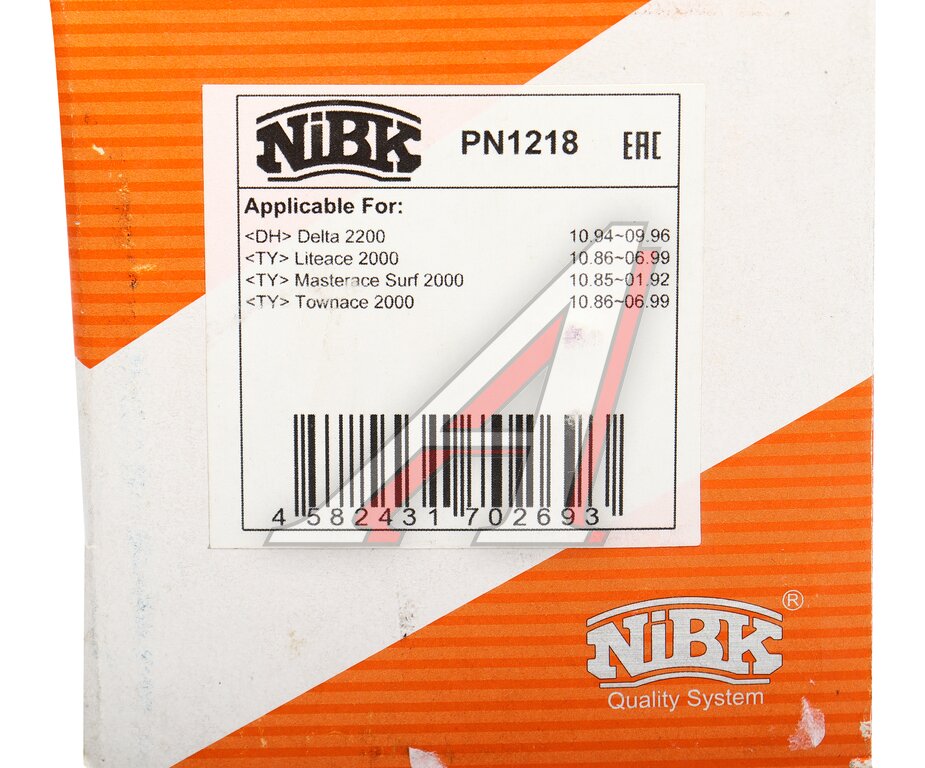 NiBK PN1218 EAC
Applicable For:
<DH> Delta 2200 10.94~09.96
<TY> Liteace 2000 10.86~06.99
<TY> Masterace Surf 2000 10.85~01.92
<TY> Townace 2000 10.86~06.99
4 582431 702693
NiBK ®
Quality System